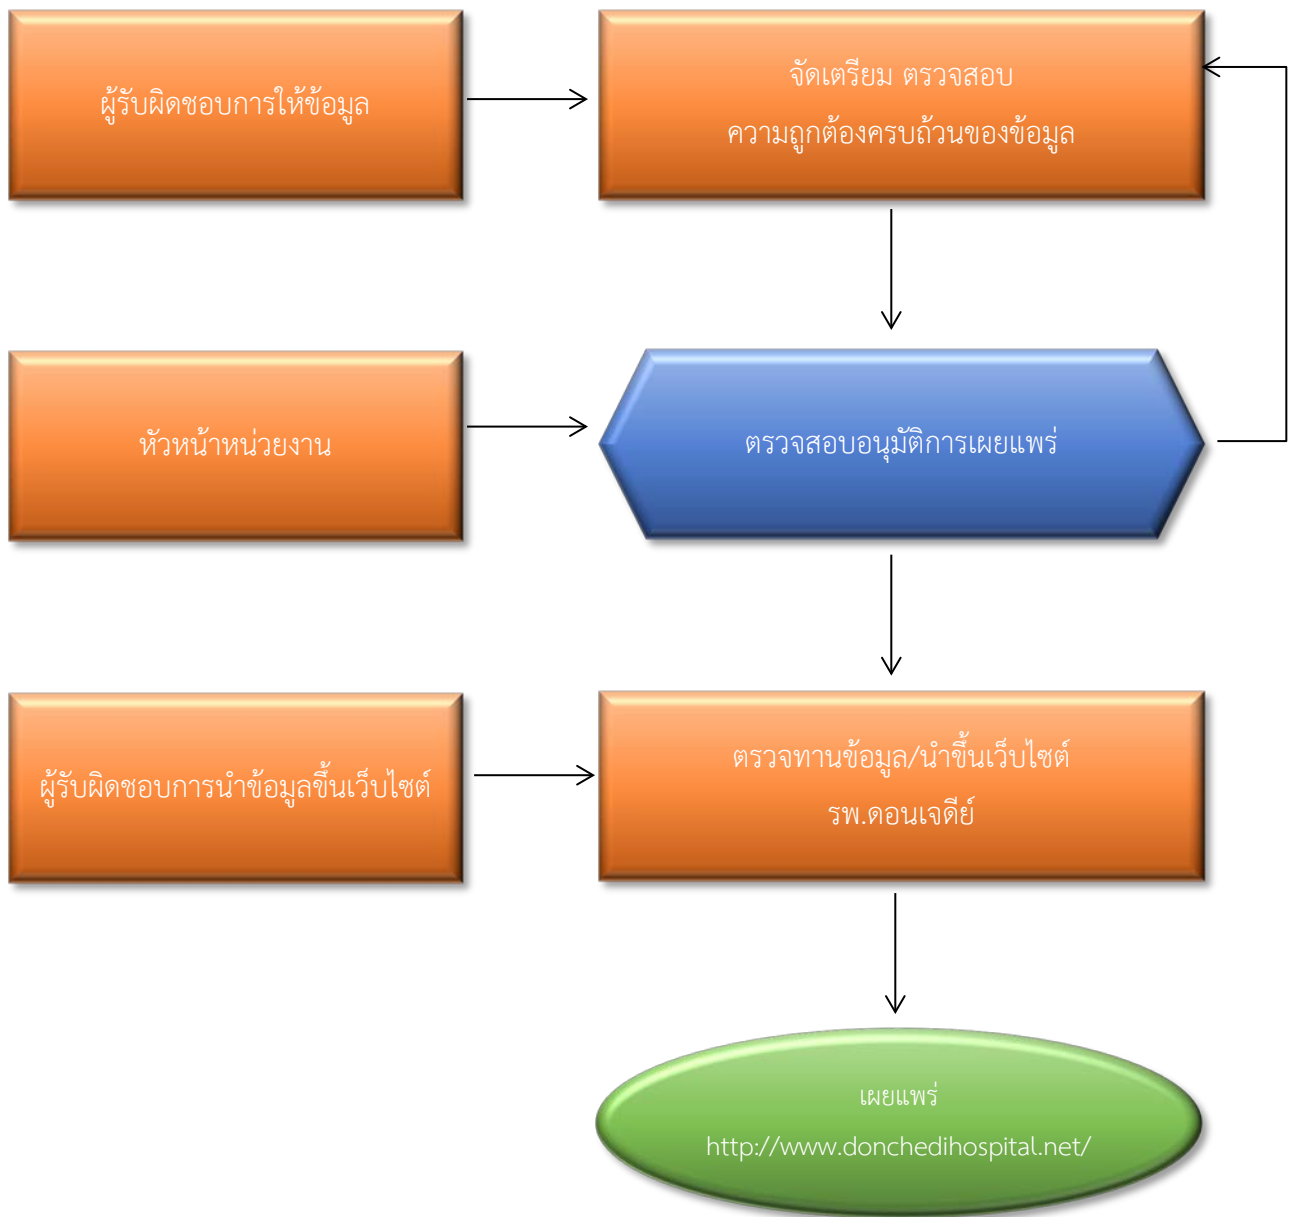 ผู้รับผิดชอบการให้ข้อมูล
จัดเตรียม ตรวจสอบ
ความถูกต้องครบถ้วนของข้อมูล
หัวหน้าหน่วยงาน
ตรวจสอบอนุมัติการเผยแพร่
ผู้รับผิดชอบการนำข้อมูลขึ้นเว็บไซต์
ตรวจทานข้อมูล/นำขึ้นเว็บไซต์
รพ.ดอนเจดีย์
เผยแพร่
http://www.donchedihospital.net/